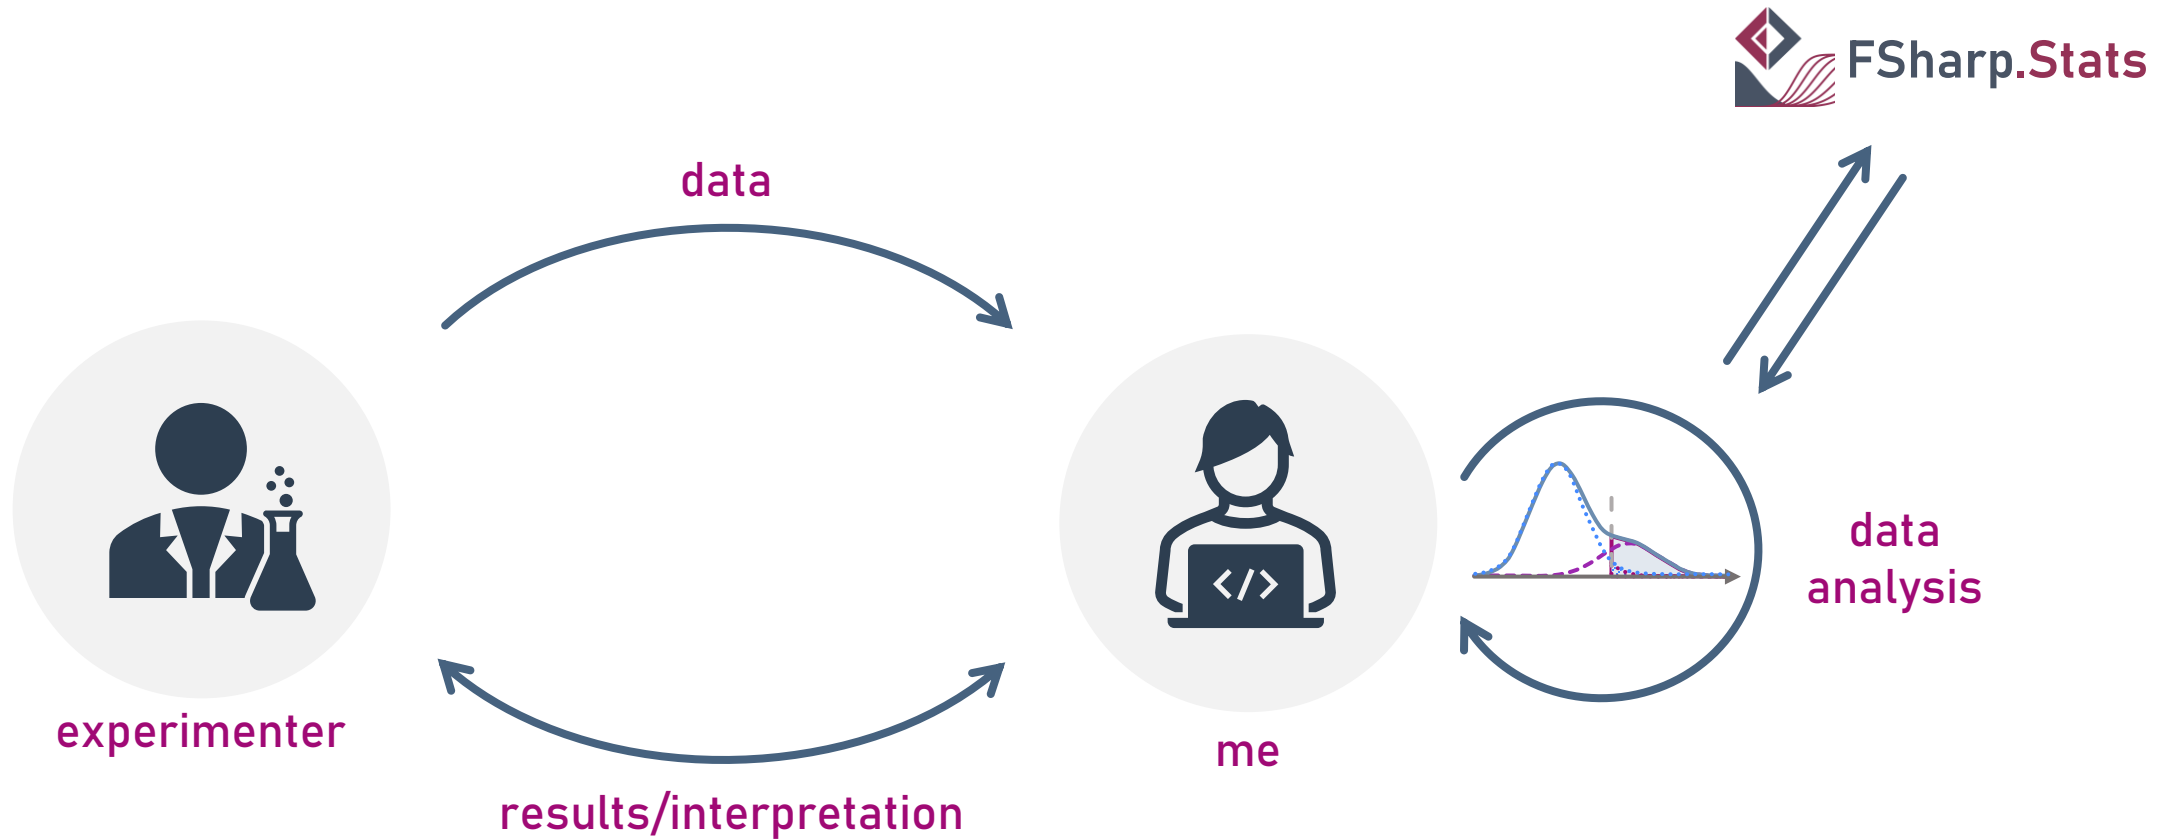 FSharp.Stats
data
</>
data
analysis
experimenter
me
results/interpretation